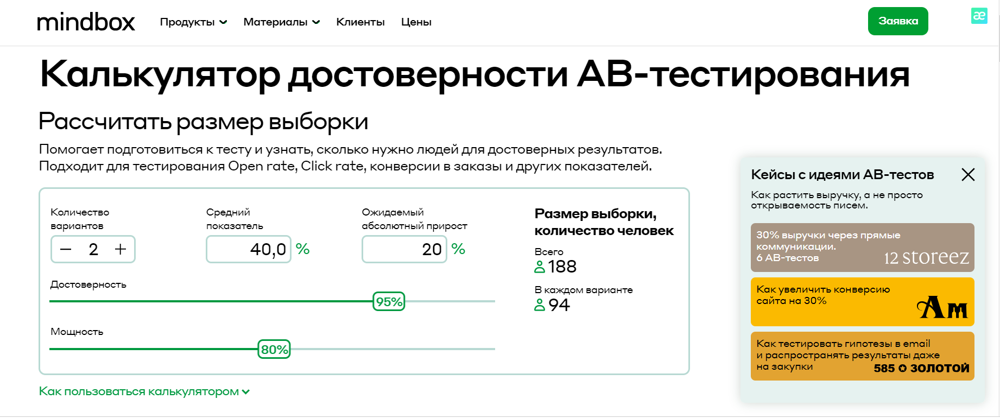 mindbox
Продукты
Материалы
Клиенты
Цены
Заявка
æ
Калькулятор достоверности АВ-тестирования
Рассчитать размер выборки
Помогает подготовиться к тесту и узнать, сколько нужно людей для достоверных результатов.
Подходит для тестирования Open rate, Click rate, конверсии в заказы и других показателей.
Количество
вариантов
− 2 +
Средний
показатель
40,0 %
Ожидаемый
абсолютный прирост
20 %
Достоверность
95%
Мощность
80%
Размер выборки,
количество человек
Всего
188
В каждом варианте
94
Как пользоваться калькулятором
Кейсы с идеями АВ-тестов
Как растить выручку, а не просто
открываемость писем.
30% выручки через прямые
коммуникации.
6 АВ-тестов
12 storeez
Как увеличить конверсию
сайта на 30%
Ам
Как тестировать гипотезы в email
и распространять результаты даже
на закупки
585 ЗОЛОТОЙ